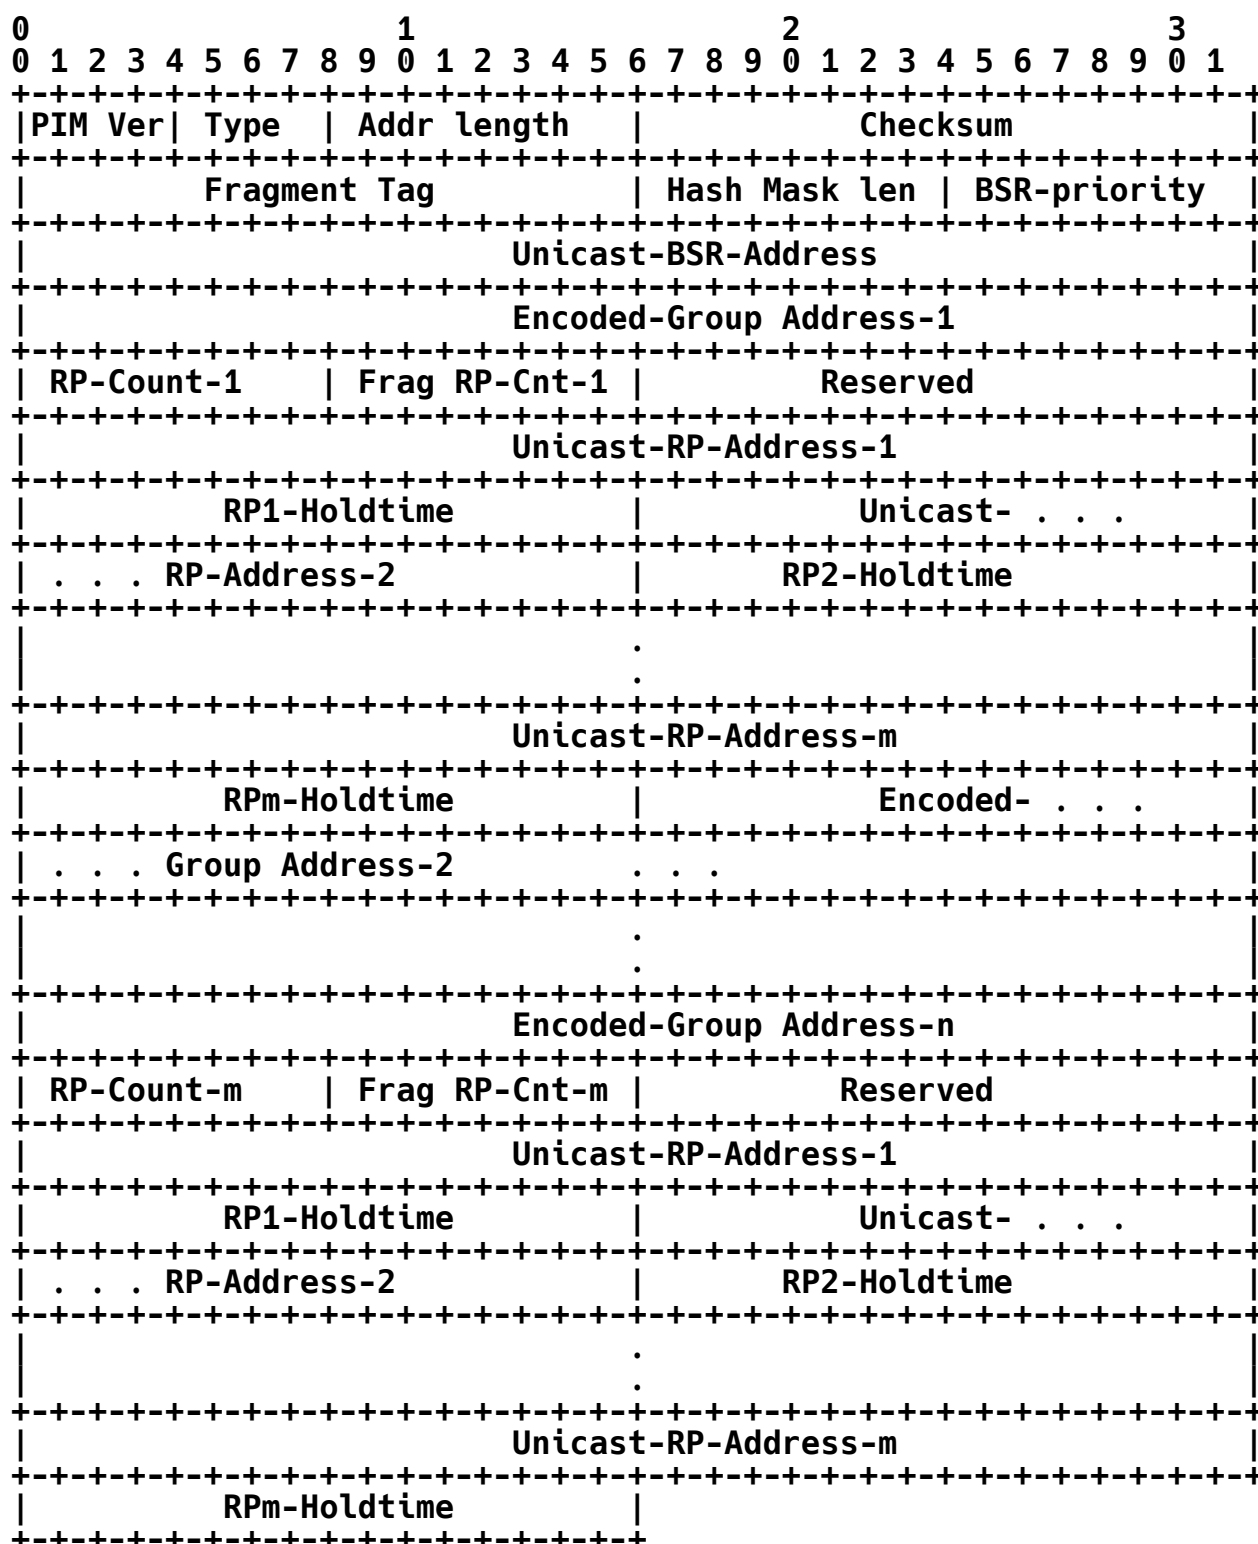 0                   1                   2                   3
0 1 2 3 4 5 6 7 8 9 0 1 2 3 4 5 6 7 8 9 0 1 2 3 4 5 6 7 8 9 0 1
+-+-+-+-+-+-+-+-+-+-+-+-+-+-+-+-+-+-+-+-+-+-+-+-+-+-+-+-+-+-+-+-+
|PIM Ver| Type  | Addr length   |           Checksum            |
+-+-+-+-+-+-+-+-+-+-+-+-+-+-+-+-+-+-+-+-+-+-+-+-+-+-+-+-+-+-+-+-+
|         Fragment Tag          | Hash Mask len | BSR-priority  |
+-+-+-+-+-+-+-+-+-+-+-+-+-+-+-+-+-+-+-+-+-+-+-+-+-+-+-+-+-+-+-+-+
|                         Unicast-BSR-Address                   |
+-+-+-+-+-+-+-+-+-+-+-+-+-+-+-+-+-+-+-+-+-+-+-+-+-+-+-+-+-+-+-+-+
|                         Encoded-Group Address-1               |
+-+-+-+-+-+-+-+-+-+-+-+-+-+-+-+-+-+-+-+-+-+-+-+-+-+-+-+-+-+-+-+-+
| RP-Count-1    | Frag RP-Cnt-1 |         Reserved              |
+-+-+-+-+-+-+-+-+-+-+-+-+-+-+-+-+-+-+-+-+-+-+-+-+-+-+-+-+-+-+-+-+
|                         Unicast-RP-Address-1                  |
+-+-+-+-+-+-+-+-+-+-+-+-+-+-+-+-+-+-+-+-+-+-+-+-+-+-+-+-+-+-+-+-+
|          RP1-Holdtime         |           Unicast- . . .      |
+-+-+-+-+-+-+-+-+-+-+-+-+-+-+-+-+-+-+-+-+-+-+-+-+-+-+-+-+-+-+-+-+
| . . . RP-Address-2            |       RP2-Holdtime            |
+-+-+-+-+-+-+-+-+-+-+-+-+-+-+-+-+-+-+-+-+-+-+-+-+-+-+-+-+-+-+-+-+
|                               .                               |
|                               .                               |
+-+-+-+-+-+-+-+-+-+-+-+-+-+-+-+-+-+-+-+-+-+-+-+-+-+-+-+-+-+-+-+-+
|                         Unicast-RP-Address-m                  |
+-+-+-+-+-+-+-+-+-+-+-+-+-+-+-+-+-+-+-+-+-+-+-+-+-+-+-+-+-+-+-+-+
|          RPm-Holdtime         |            Encoded- . . .     |
+-+-+-+-+-+-+-+-+-+-+-+-+-+-+-+-+-+-+-+-+-+-+-+-+-+-+-+-+-+-+-+-+
| . . . Group Address-2         . . .                           |
+-+-+-+-+-+-+-+-+-+-+-+-+-+-+-+-+-+-+-+-+-+-+-+-+-+-+-+-+-+-+-+-+
|                               .                               |
|                               .                               |
+-+-+-+-+-+-+-+-+-+-+-+-+-+-+-+-+-+-+-+-+-+-+-+-+-+-+-+-+-+-+-+-+
|                         Encoded-Group Address-n               |
+-+-+-+-+-+-+-+-+-+-+-+-+-+-+-+-+-+-+-+-+-+-+-+-+-+-+-+-+-+-+-+-+
| RP-Count-m    | Frag RP-Cnt-m |          Reserved             |
+-+-+-+-+-+-+-+-+-+-+-+-+-+-+-+-+-+-+-+-+-+-+-+-+-+-+-+-+-+-+-+-+
|                         Unicast-RP-Address-1                  |
+-+-+-+-+-+-+-+-+-+-+-+-+-+-+-+-+-+-+-+-+-+-+-+-+-+-+-+-+-+-+-+-+
|          RP1-Holdtime         |           Unicast- . . .      |
+-+-+-+-+-+-+-+-+-+-+-+-+-+-+-+-+-+-+-+-+-+-+-+-+-+-+-+-+-+-+-+-+
| . . . RP-Address-2            |       RP2-Holdtime            |
+-+-+-+-+-+-+-+-+-+-+-+-+-+-+-+-+-+-+-+-+-+-+-+-+-+-+-+-+-+-+-+-+
|                               .                               |
|                               .                               |
+-+-+-+-+-+-+-+-+-+-+-+-+-+-+-+-+-+-+-+-+-+-+-+-+-+-+-+-+-+-+-+-+
|                         Unicast-RP-Address-m                  |
+-+-+-+-+-+-+-+-+-+-+-+-+-+-+-+-+-+-+-+-+-+-+-+-+-+-+-+-+-+-+-+-+
|          RPm-Holdtime         |
+-+-+-+-+-+-+-+-+-+-+-+-+-+-+-+-+